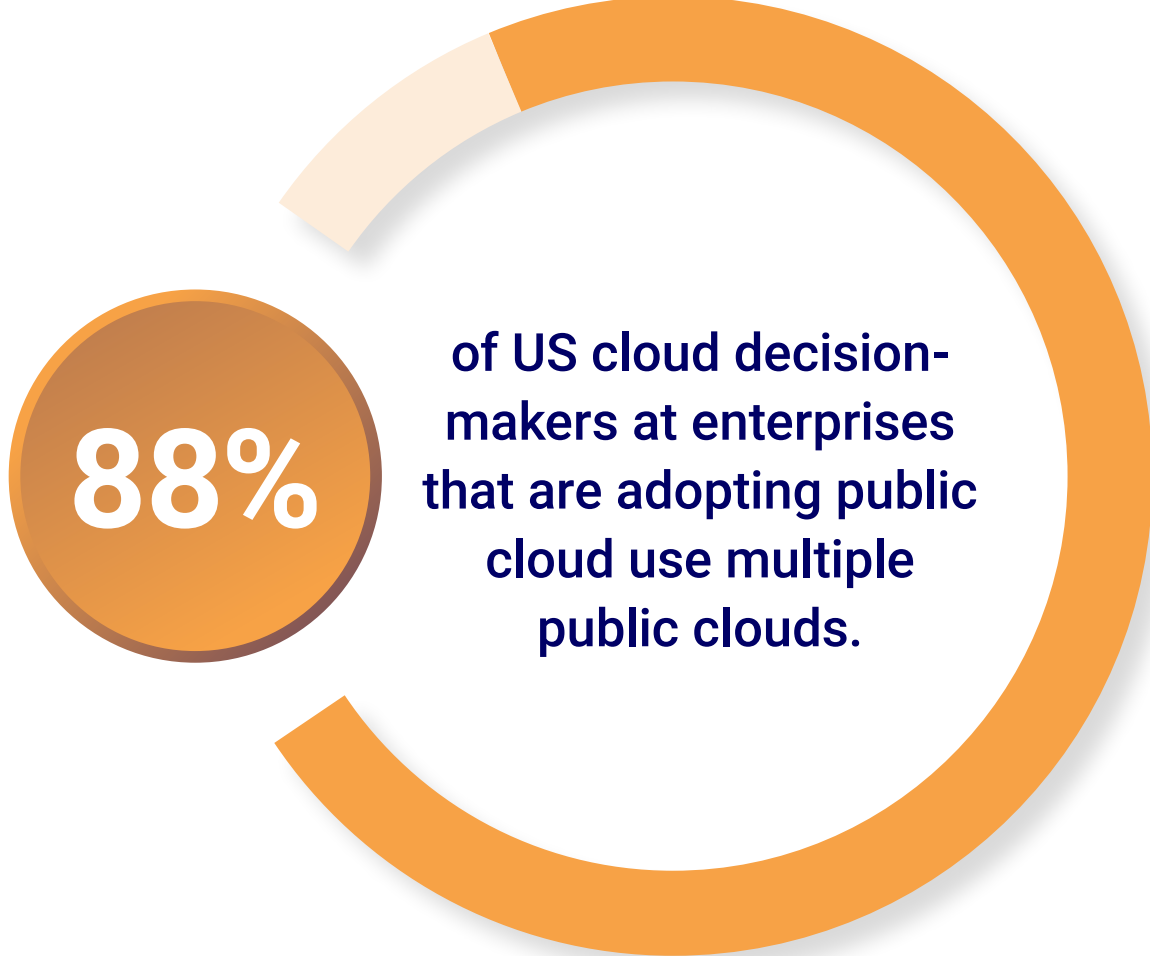 88%
of US cloud decision-
makers at enterprises
that are adopting public
cloud use multiple
public clouds.